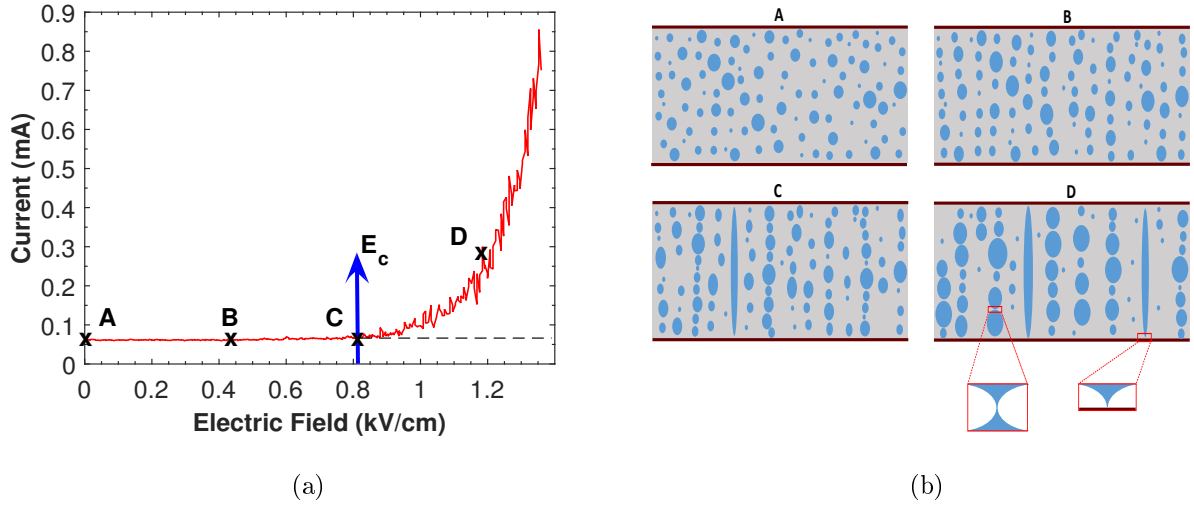 0.9
0.8
0.7
0.6
0.5
0.4
0.3
0.2
0.1
0
Current (mA)
A
B
C
E_c
D
0 0.2 0.4 0.6 0.8 1 1.2
Electric Field (kV/cm)
(a)
A
B
C
D
(b)